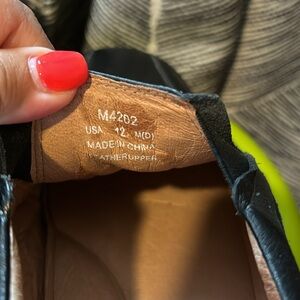 M4202
USA 12 M(D)
MADE IN CHINA
LEATHER UPPER